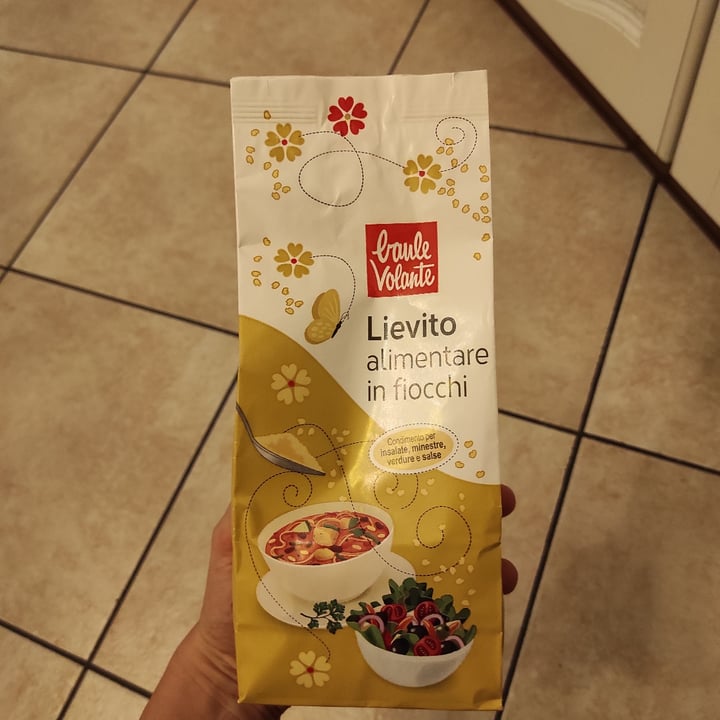 baule
Volante
Lievito
alimentare
in fiocchi
Condimento per
insalate, minestre,
verdure e salse